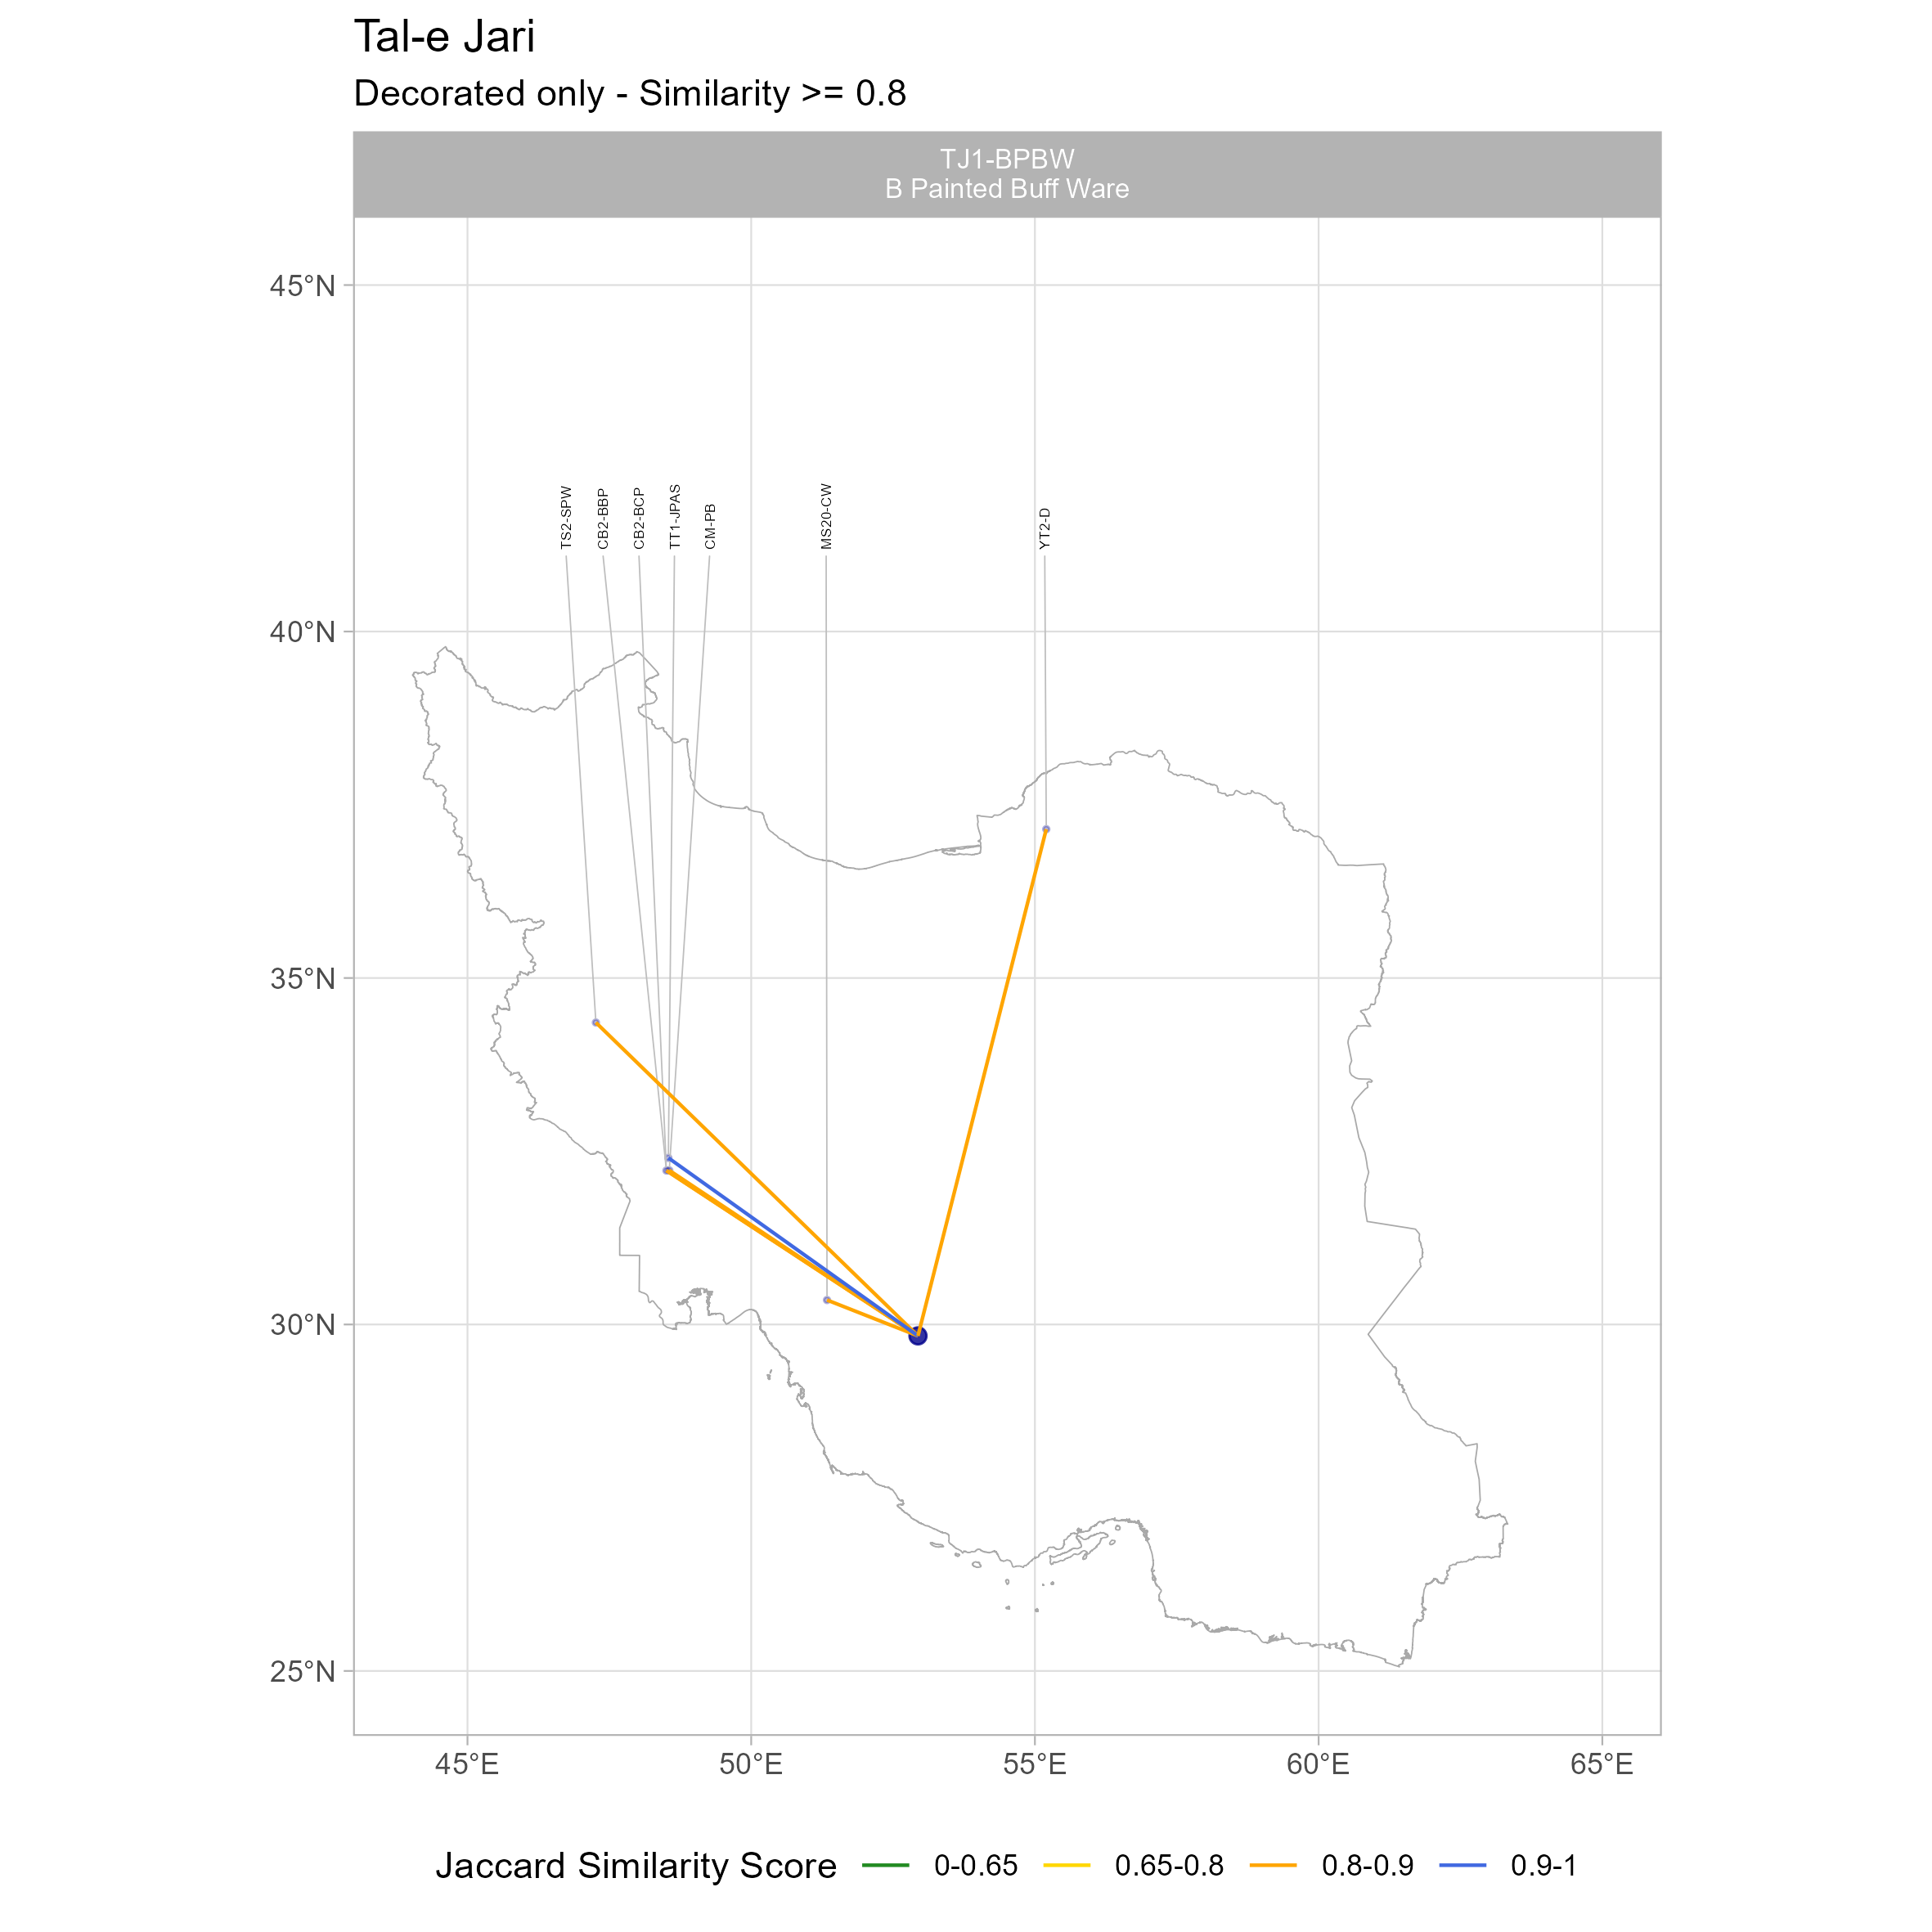 Tal-e Jari
Decorated only - Similarity >= 0.8
TJ1-BPBW
B Painted Buff Ware
45°N
40°N
35°N
30°N
25°N
TS2-SPW
CB2-BBP
CB2-BCP
TT1-JPAS
CM-PB
MS20-CW
YT2-D
45°E 50°E 55°E 60°E 65°E
Jaccard Similarity Score 0-0.65 0.65-0.8 0.8-0.9 0.9-1